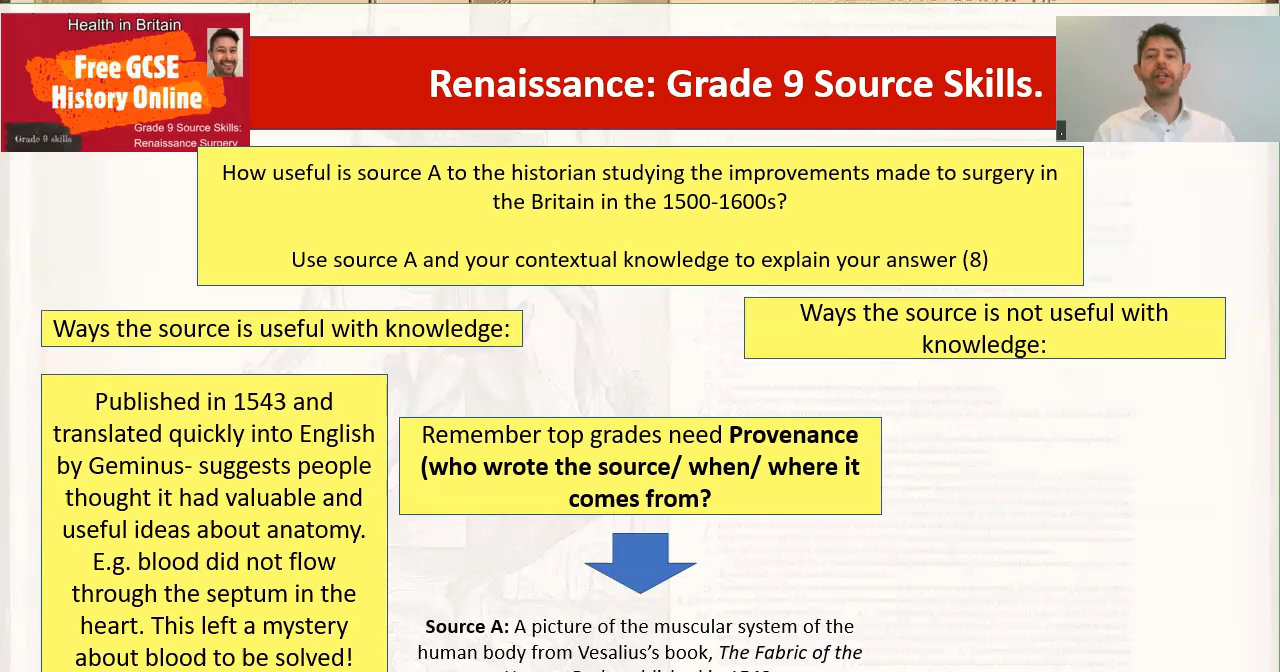 Health in Britain
Free GCSE
History Online
Grade 9 skills
Grade 9 Source Skills:
Renaissance Surgery
Renaissance: Grade 9 Source Skills.
How useful is source A to the historian studying the improvements made to surgery in
the Britain in the 1500-1600s?
Use source A and your contextual knowledge to explain your answer (8)
Ways the source is useful with knowledge:
Ways the source is not useful with
knowledge:
Published in 1543 and
translated quickly into English
by Geminus- suggests people
thought it had valuable and
useful ideas about anatomy.
E.g. blood did not flow
through the septum in the
heart. This left a mystery
about blood to be solved!
Remember top grades need Provenance
(who wrote the source/ when/ where it
comes from?
Source A: A picture of the muscular system of the
human body from Vesalius's book, The Fabric of the